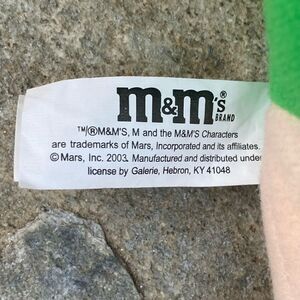 m&m's
BRAND
™/®M&M'S, M and the M&M'S Characters
are trademarks of Mars, Incorporated and its affiliates.
© Mars, Inc. 2003. Manufactured and distributed under
license by Galerie, Hebron, KY 41048